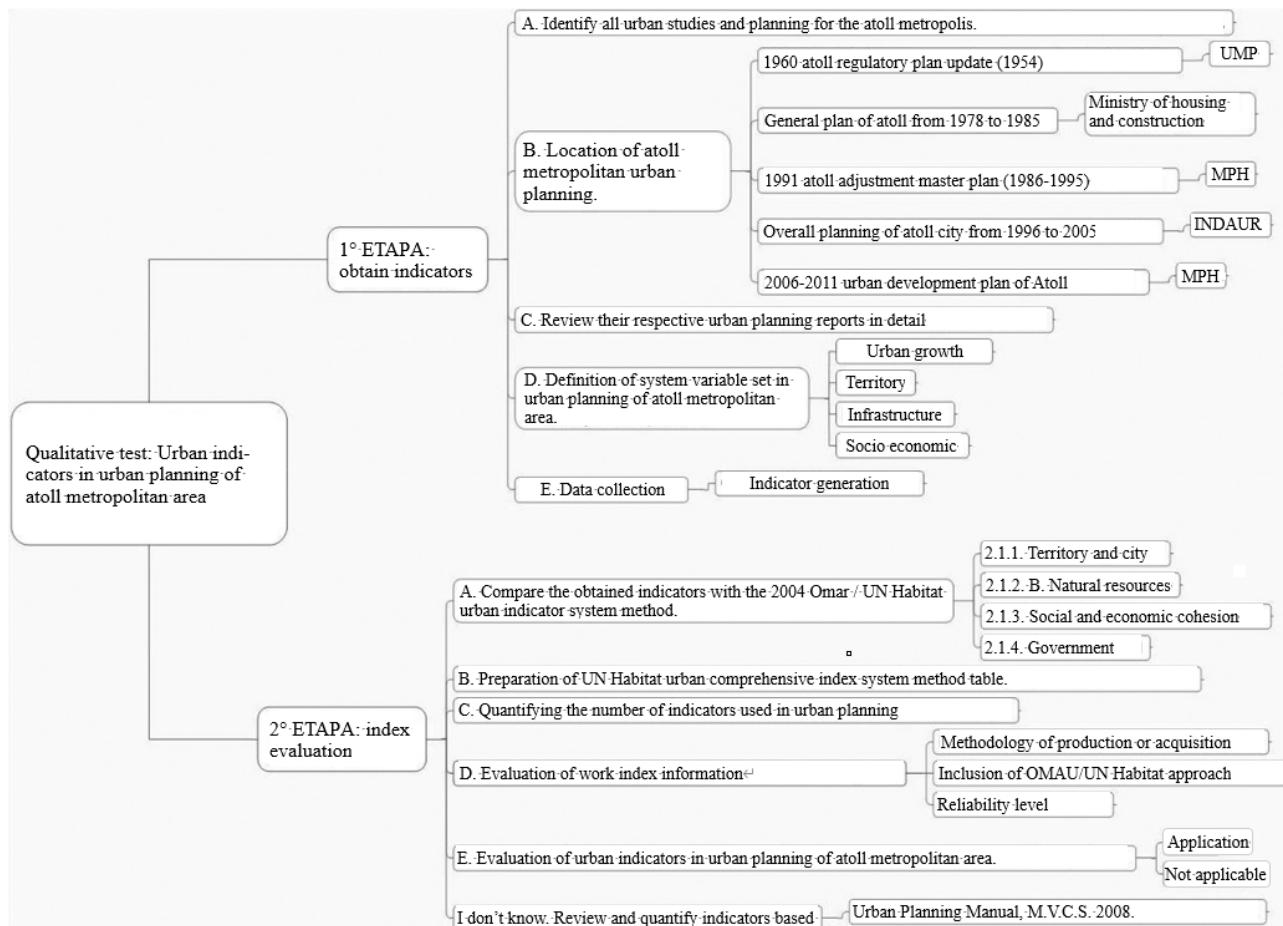 Qualitative test: Urban indi-
cators in urban planning of
atoll metropolitan area
1° ETAPA:
obtain indicators
A. Identify all urban studies and planning for the atoll metropolis.
B. Location of atoll
metropolitan urban
planning.
1960 atoll regulatory plan update (1954)
UMP
General plan of atoll from 1978 to 1985
Ministry of housing
and construction
1991 atoll adjustment master plan (1986-1995)
MPH
Overall planning of atoll city from 1996 to 2005
INDAUR
2006-2011 urban development plan of Atoll
MPH
C. Review their respective urban planning reports in detail
D. Definition of system variable set in
urban planning of atoll metropolitan
area.
Urban growth
Territory
Infrastructure
Socio economic
E. Data collection
Indicator generation
2° ETAPA: index
evaluation
A. Compare the obtained indicators with the 2004 Omar / UN Habitat
urban indicator system method.
2.1.1. Territory and city
2.1.2. B. Natural resources
2.1.3. Social and economic cohesion
2.1.4. Government
B. Preparation of UN Habitat urban comprehensive index system method table.
C. Quantifying the number of indicators used in urban planning
D. Evaluation of work index information
Methodology of production or acquisition
Inclusion of OMAU/UN Habitat approach
Reliability level
E. Evaluation of urban indicators in urban planning of atoll metropolitan area.
Application
Not applicable
I don't know. Review and quantify indicators based
Urban Planning Manual, M.V.C.S. 2008.